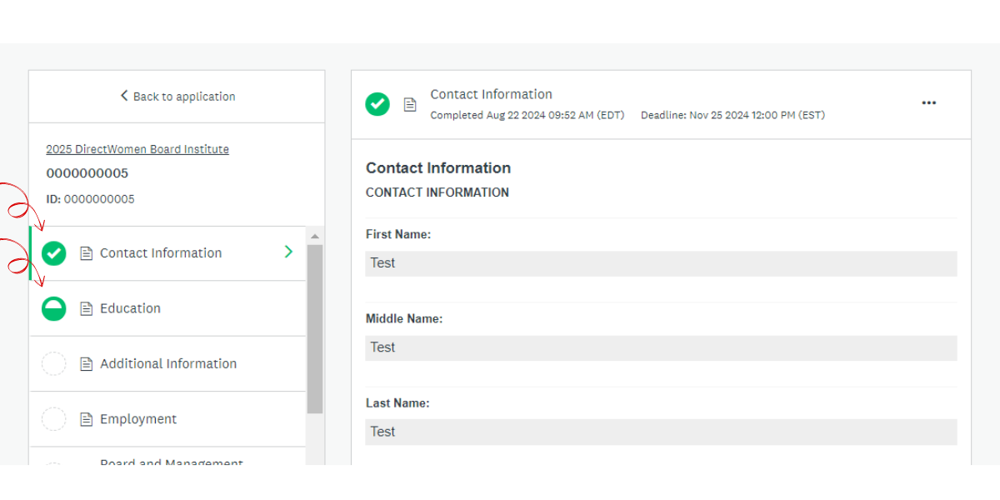 Back to application
2025 DirectWomen Board Institute
0000000005
ID: 0000000005
Contact Information
Education
Additional Information
Employment
Board and Management
Contact Information
Completed Aug 22 2024 09:52 AM (EDT) Deadline: Nov 25 2024 12:00 PM (EST)
Contact Information
CONTACT INFORMATION
First Name:
Test
Middle Name:
Test
Last Name:
Test